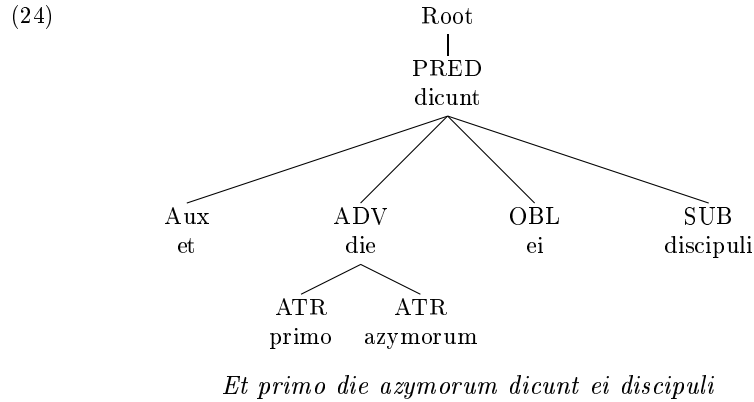 (24) Root
PRED
dicunt
Aux ADV OBL SUB
et die ei discipuli
ATR ATR
primo azymorum
Et primo die azymorum dicunt ei discipuli